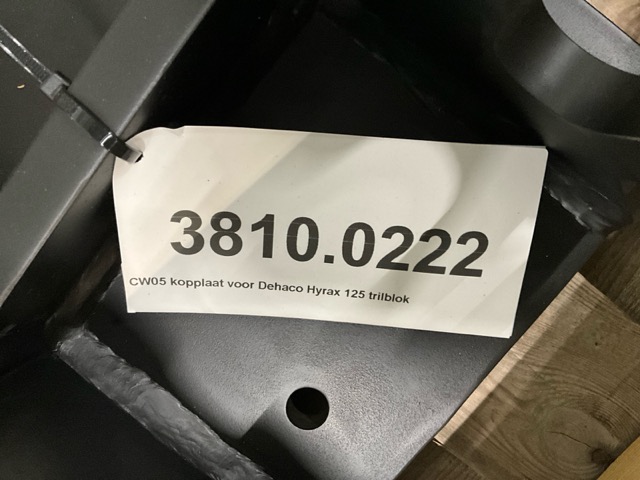 3810.0222
CW05 kopplaat voor Dehaco Hyrax 125 trilblok